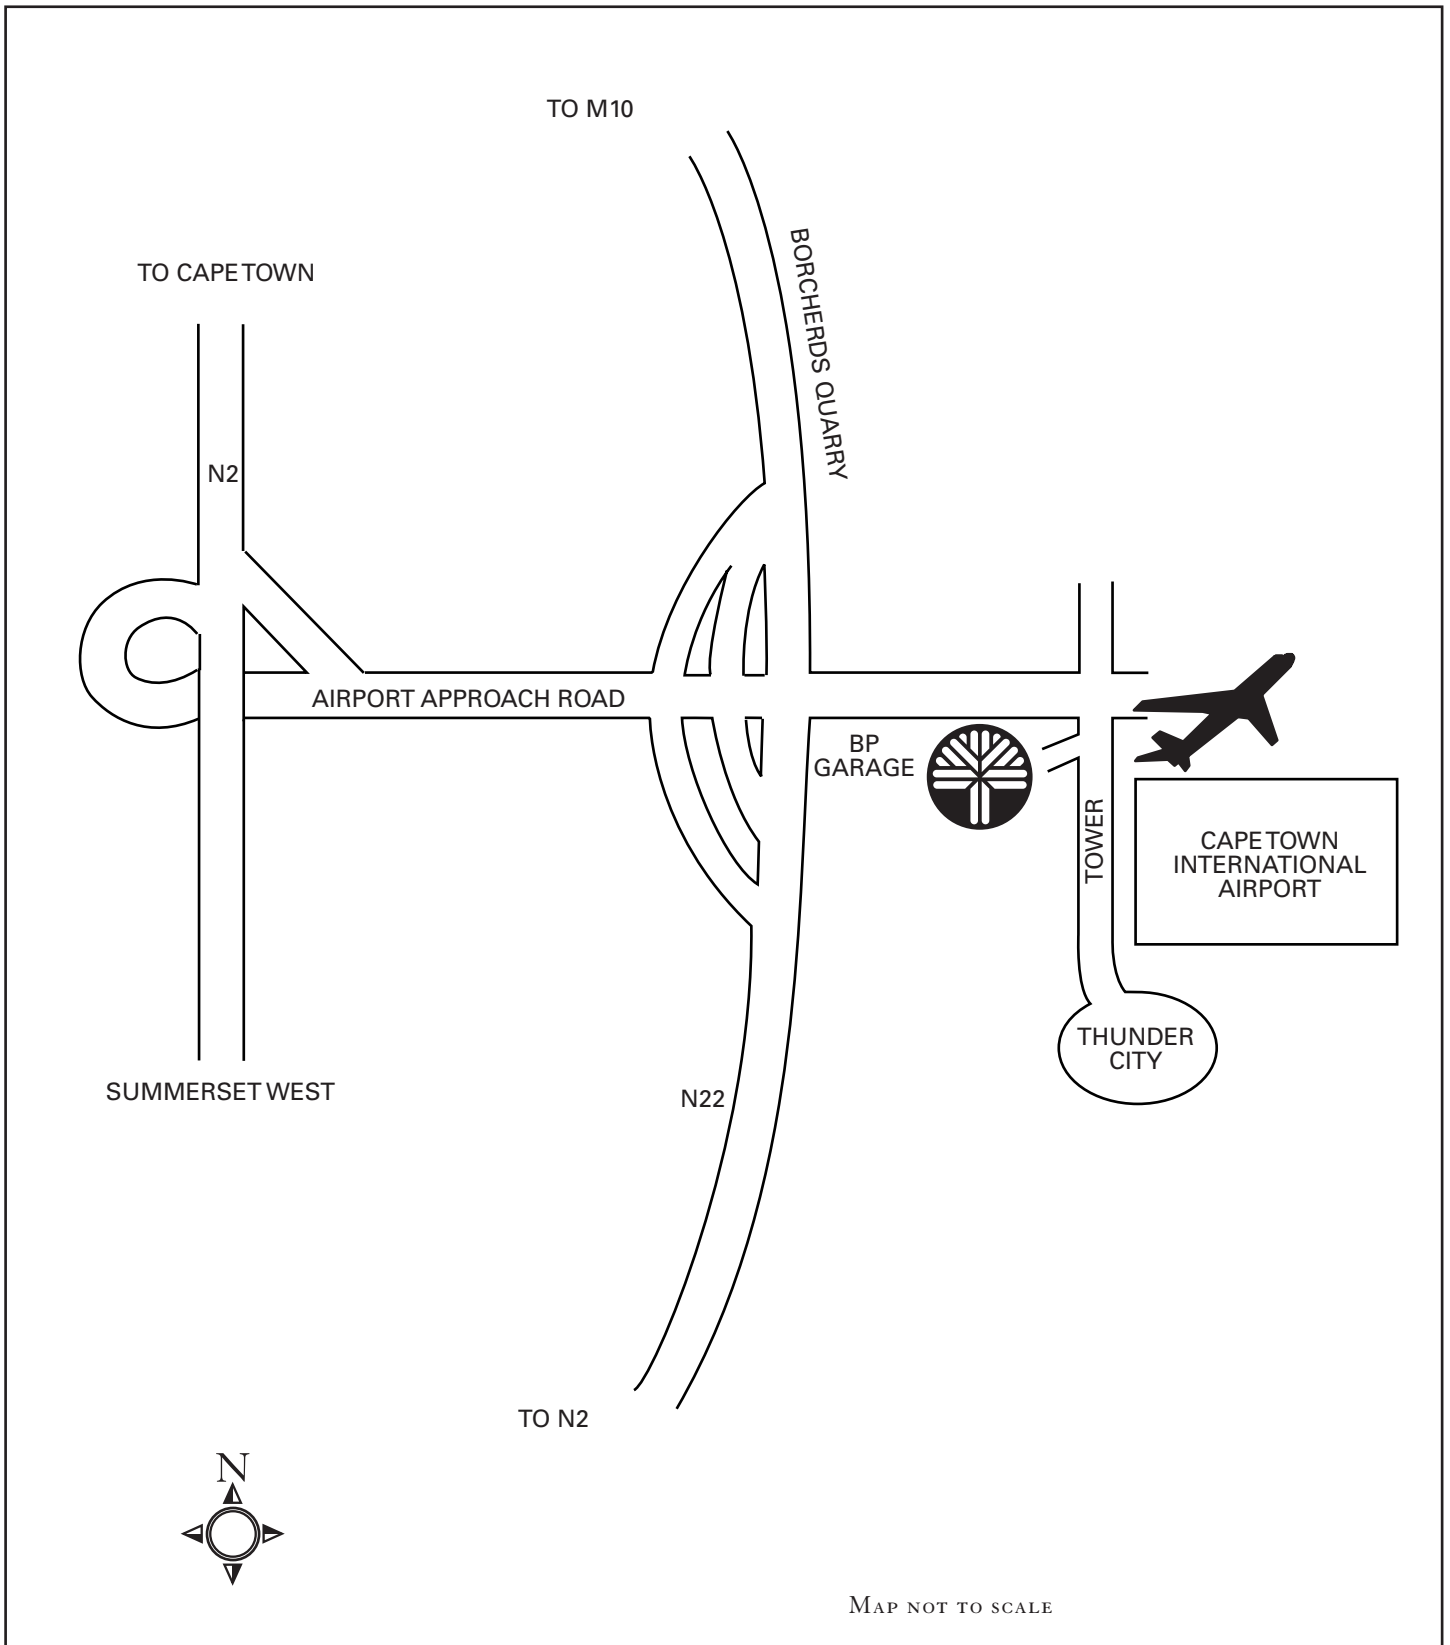 TO M10
BORCHERDS QUARRY
TO CAPE TOWN
N2
AIRPORT APPROACH ROAD
BP
GARAGE
TOWER
CAPE TOWN
INTERNATIONAL
AIRPORT
THUNDER
CITY
SUMMERSET WEST
N22
TO N2
N
MAP NOT TO SCALE